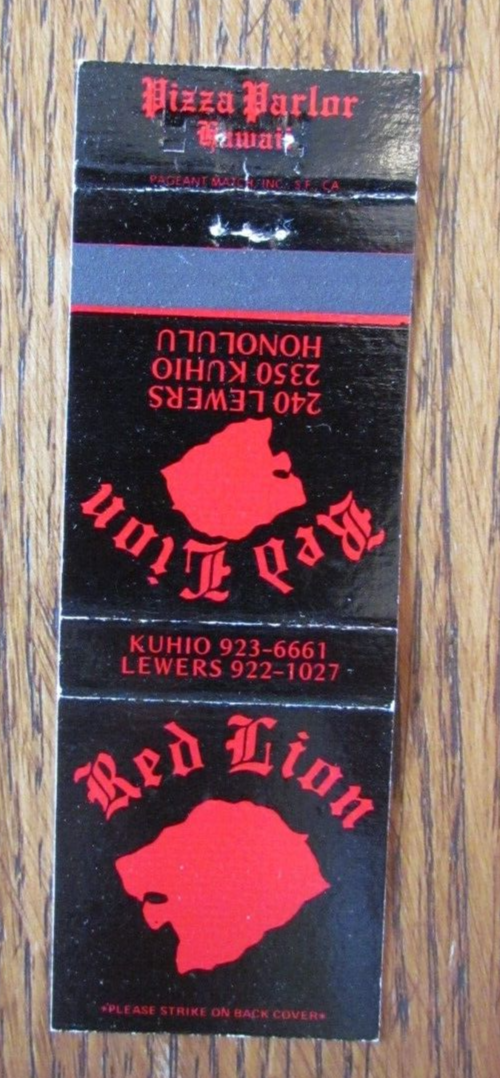 Pizza Parlor
Hawaii
PAGEANT MATCH, INC. S.F., CA.
Red Lion
240 LEWERS
2350 KUHIO
HONOLULU
KUHIO 923-6661
LEWERS 922-1027
Red Lion
*PLEASE STRIKE ON BACK COVER*